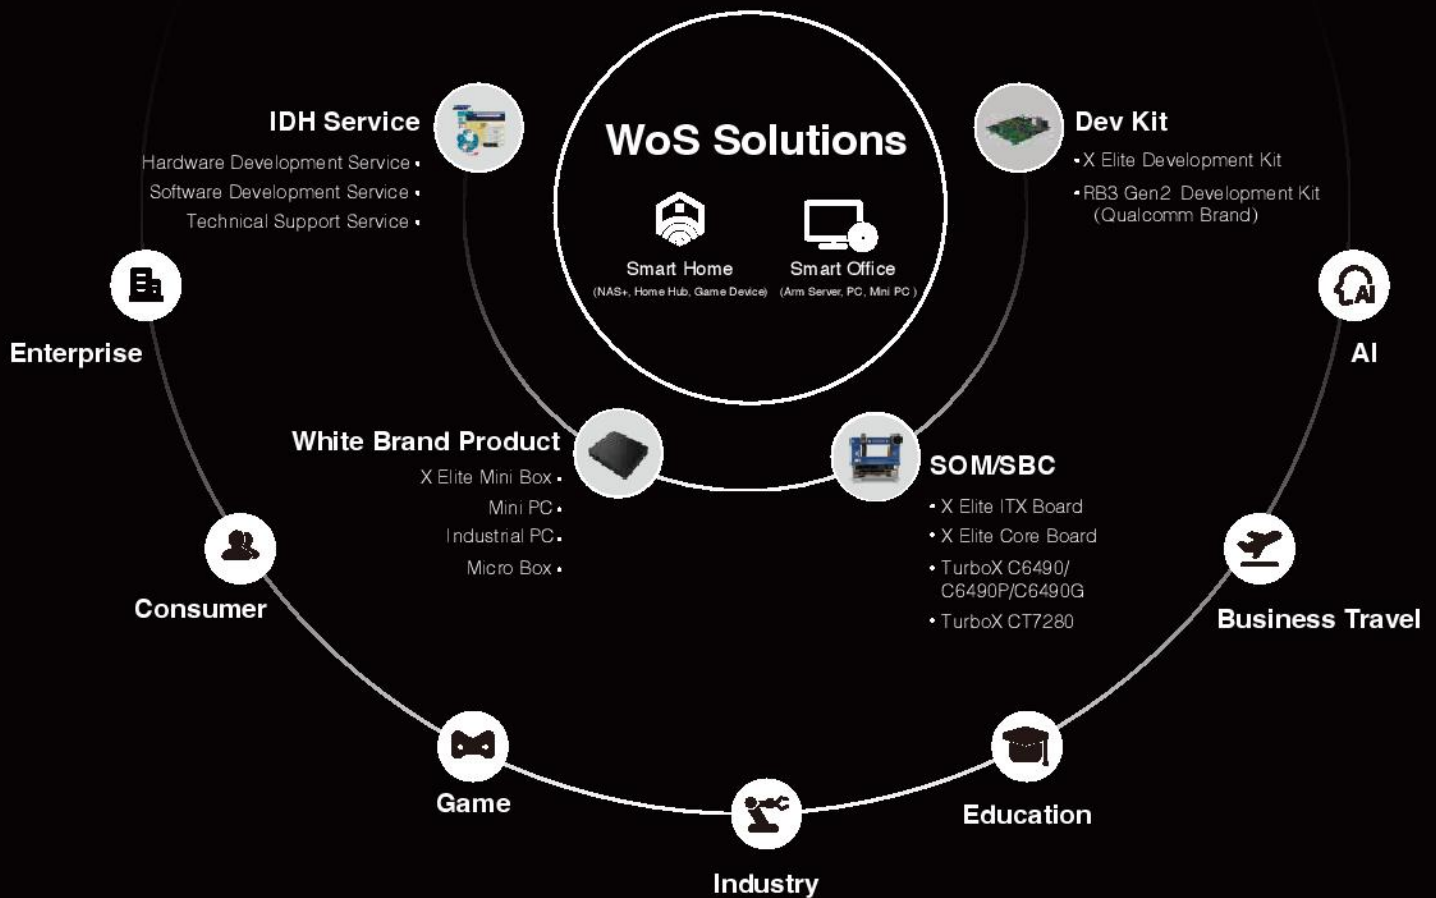 WoS Solutions
Smart Home
(NAS+, Home Hub, Game Device)
Smart Office
(Arm Server, PC, Mini PC )
IDH Service
Hardware Development Service •
Software Development Service •
Technical Support Service •
Dev Kit
• X Elite Development Kit
• RB3 Gen2 Development Kit
(Qualcomm Brand)
White Brand Product
X Elite Mini Box •
Mini PC •
Industrial PC •
Micro Box •
SOM/SBC
• X Elite ITX Board
• X Elite Core Board
• TurboX C6490/
C6490P/C6490G
• TurboX CT7280
Enterprise
Consumer
Game
Industry
Education
Business Travel
AI
AI